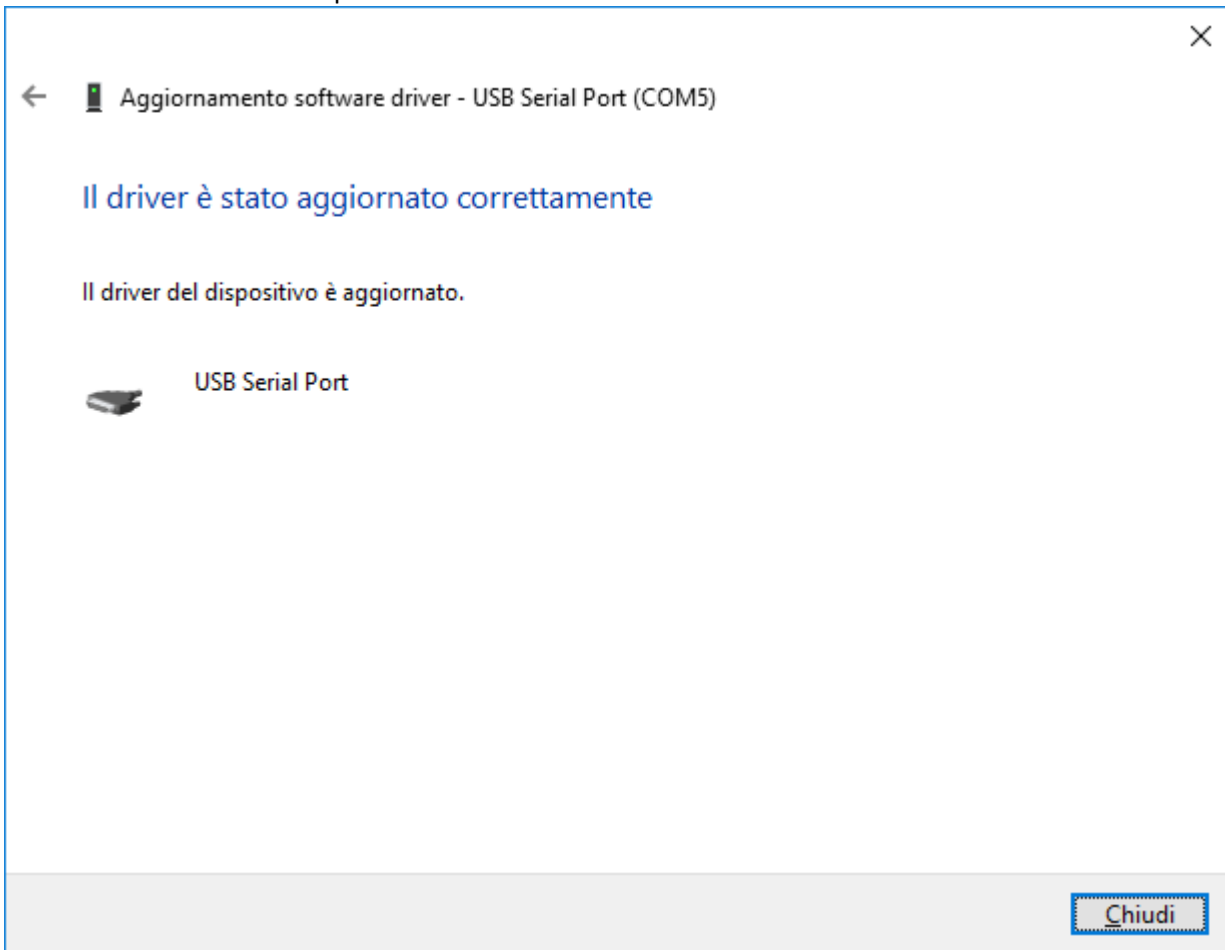 Aggiornamento software driver - USB Serial Port (COM5)
Il driver è stato aggiornato correttamente
Il driver del dispositivo è aggiornato.
USB Serial Port
Chiudi